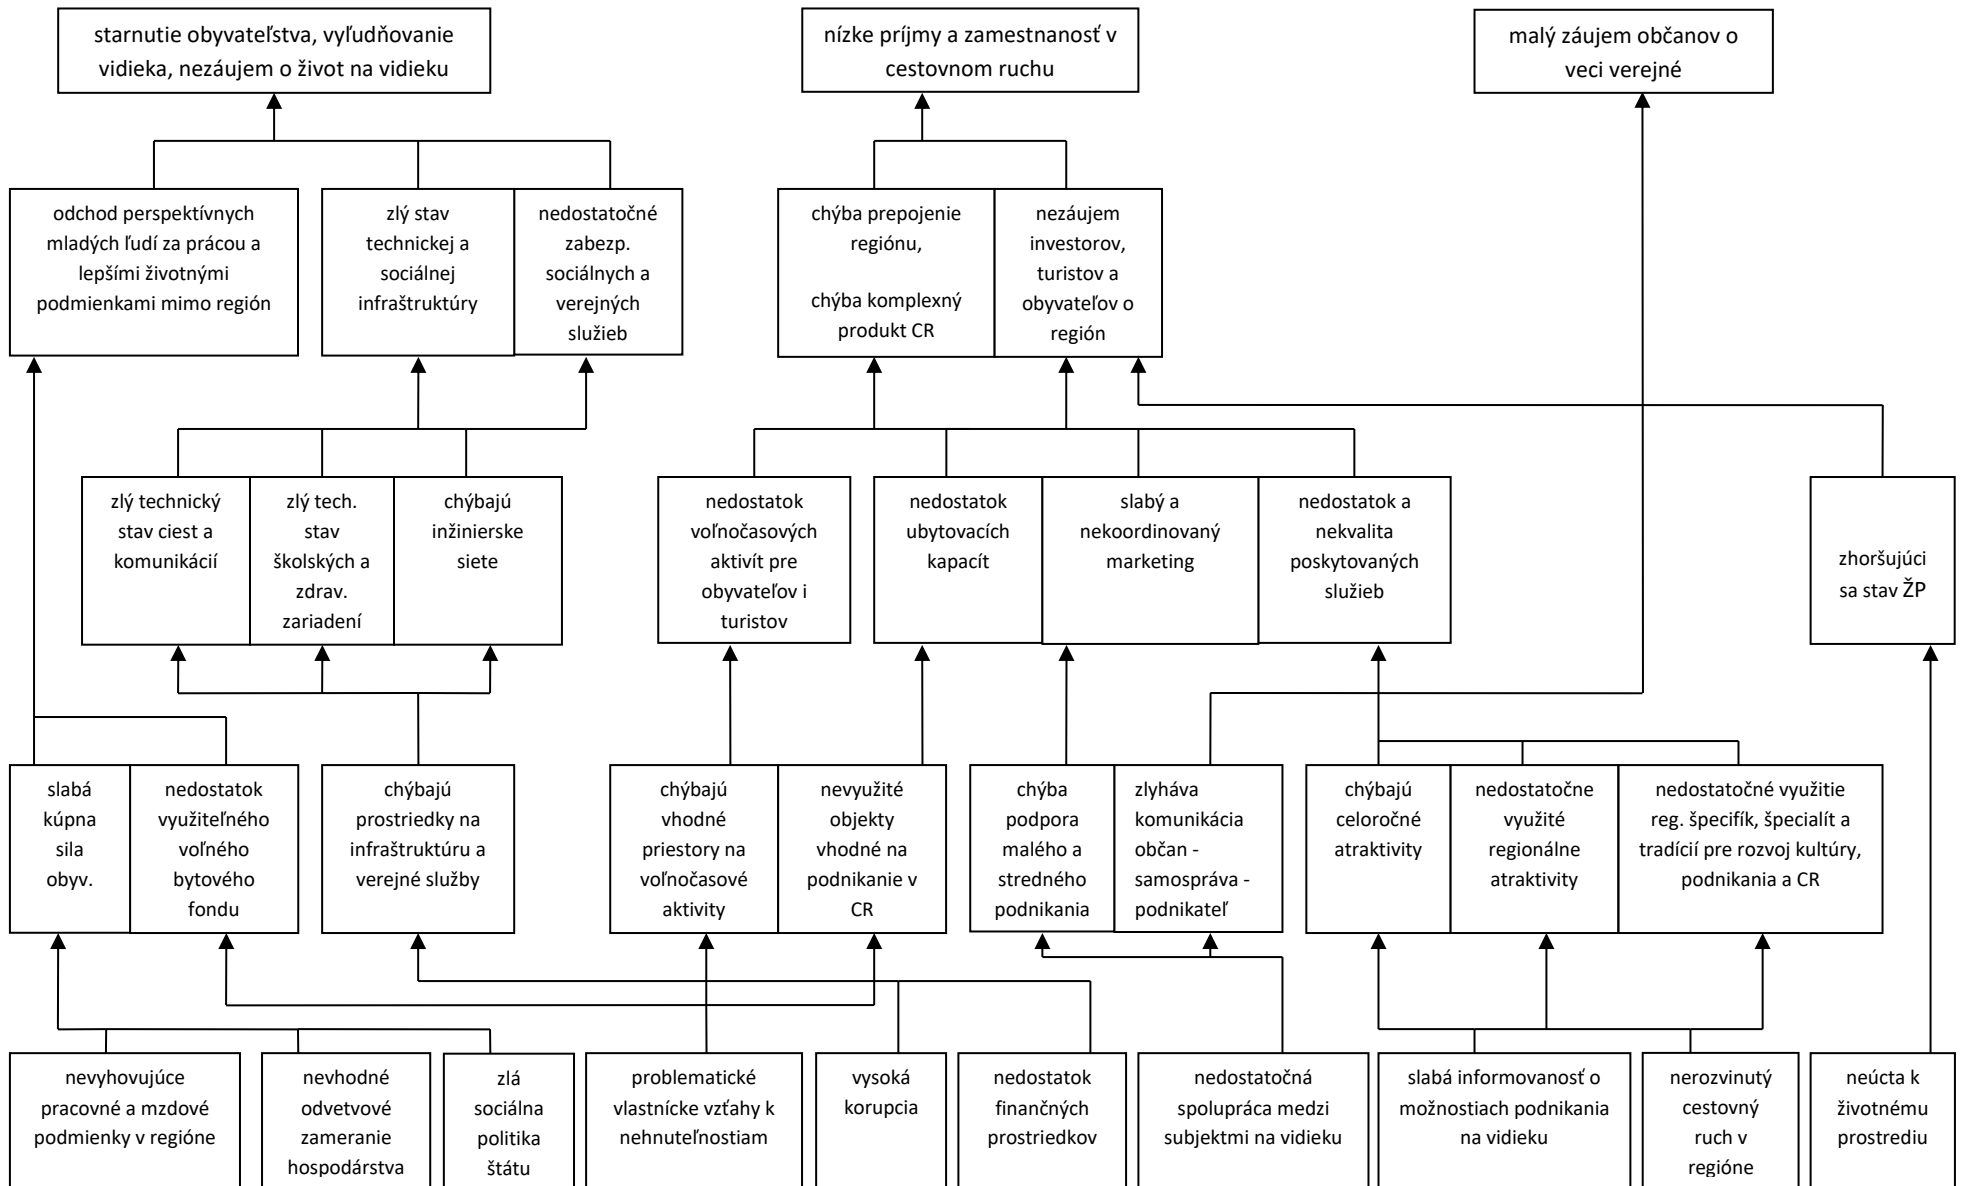 starnutie obyvateľstva, vyľudňovanie
vidieka, nezáujem o život na vidieku
nízke príjmy a zamestnanosť v
cestovnom ruchu
malý záujem občanov o
veci verejné
odchod perspektívnych
mladých ľudí za prácou a
lepšími životnými
podmienkami mimo región
zlý stav
technickej a
sociálnej
infraštruktúry
nedostatočné
zabezp.
sociálnych a
verejných
služieb
chýba prepojenie
regiónu,
chýba komplexný
produkt CR
nezáujem
investorov,
turistov a
obyvateľov o
región
zlý technický
stav ciest a
komunikácií
zlý tech.
stav
školských a
zdrav.
zariadení
chýbajú
inžinierske
siete
nedostatok
voľnočasových
aktivít pre
obyvateľov i
turistov
nedostatok
ubytovacích
kapacít
slabý a
nekoordinovaný
marketing
nedostatok a
nekvalita
poskytovaných
služieb
zhoršujúci
sa stav ŽP
slabá
kúpna
sila
obyv.
nedostatok
využiteľného
voľného
bytového
fondu
chýbajú
prostriedky na
infraštruktúru a
verejné služby
chýbajú
vhodné
priestory na
voľnočasové
aktivity
nevyužité
objekty
vhodné na
podnikanie v
CR
chýba
podpora
malého a
stredného
podnikania
zlyháva
komunikácia
občan -
samospráva -
podnikateľ
chýbajú
celoročné
atraktivity
nedostatočne
využité
regionálne
atraktivity
nedostatočné využitie
reg. špecifík, špecialít a
tradícií pre rozvoj kultúry,
podnikania a CR
nevyhovujúce
pracovné a mzdové
podmienky v regióne
nevhodné
odvetvové
zameranie
hospodárstva
zlá
sociálna
politika
štátu
problematické
vlastnícke vzťahy k
nehnuteľnostiam
vysoká
korupcia
nedostatok
finančných
prostriedkov
nedostatočná
spolupráca medzi
subjektmi na vidieku
slabá informovanosť o
možnostiach podnikania
na vidieku
nerozvinutý
cestovný
ruch v
regióne
neúcta k
životnému
prostrediu